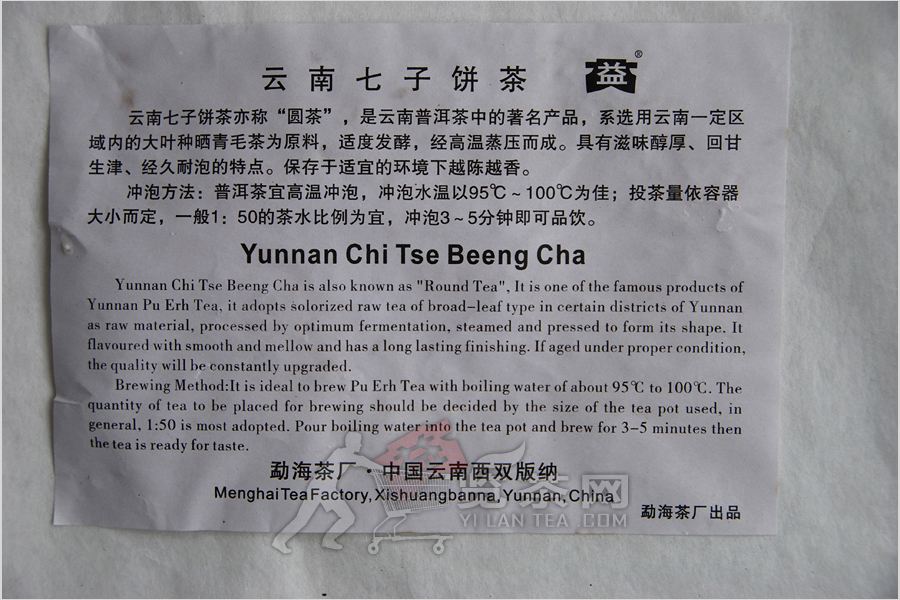 云南七子饼茶 益®
云南七子饼茶亦称“圆茶”，是云南普洱茶中的著名产品，系选用云南一定区
域内的大叶种晒青毛茶为原料，适度发酵，经高温蒸压而成。具有滋味醇厚、回甘
生津、经久耐泡的特点。保存于适宜的环境下越陈越香。
冲泡方法：普洱茶宜高温冲泡，冲泡水温以95℃～100℃为佳；投茶量依容器
大小而定，一般1：50的茶水比例为宜，冲泡3～5分钟即可品饮。
Yunnan Chi Tse Beeng Cha
Yunnan Chi Tse Beeng Cha is also known as "Round Tea", It is one of the famous products of
Yunnan Pu Erh Tea, it adopts solorized raw tea of broad-leaf type in certain districts of Yunnan
as raw material, processed by optimum fermentation, steamed and pressed to form its shape. It
flavoured with smooth and mellow and has a long lasting finishing. If aged under proper condition,
the quality will be constantly upgraded.
Brewing Method:It is ideal to brew Pu Erh Tea with boiling water of about 95℃ to 100℃. The
quantity of tea to be placed for brewing should be decided by the size of the tea pot used, in
general, 1:50 is most adopted. Pour boiling water into the tea pot and brew for 3-5 minutes then
the tea is ready for taste.
勐海茶厂·中国云南西双版纳
Menghai Tea Factory, Xishuangbanna, Yunnan, China
勐海茶厂出品
览茶网
YI LAN TEA .COM